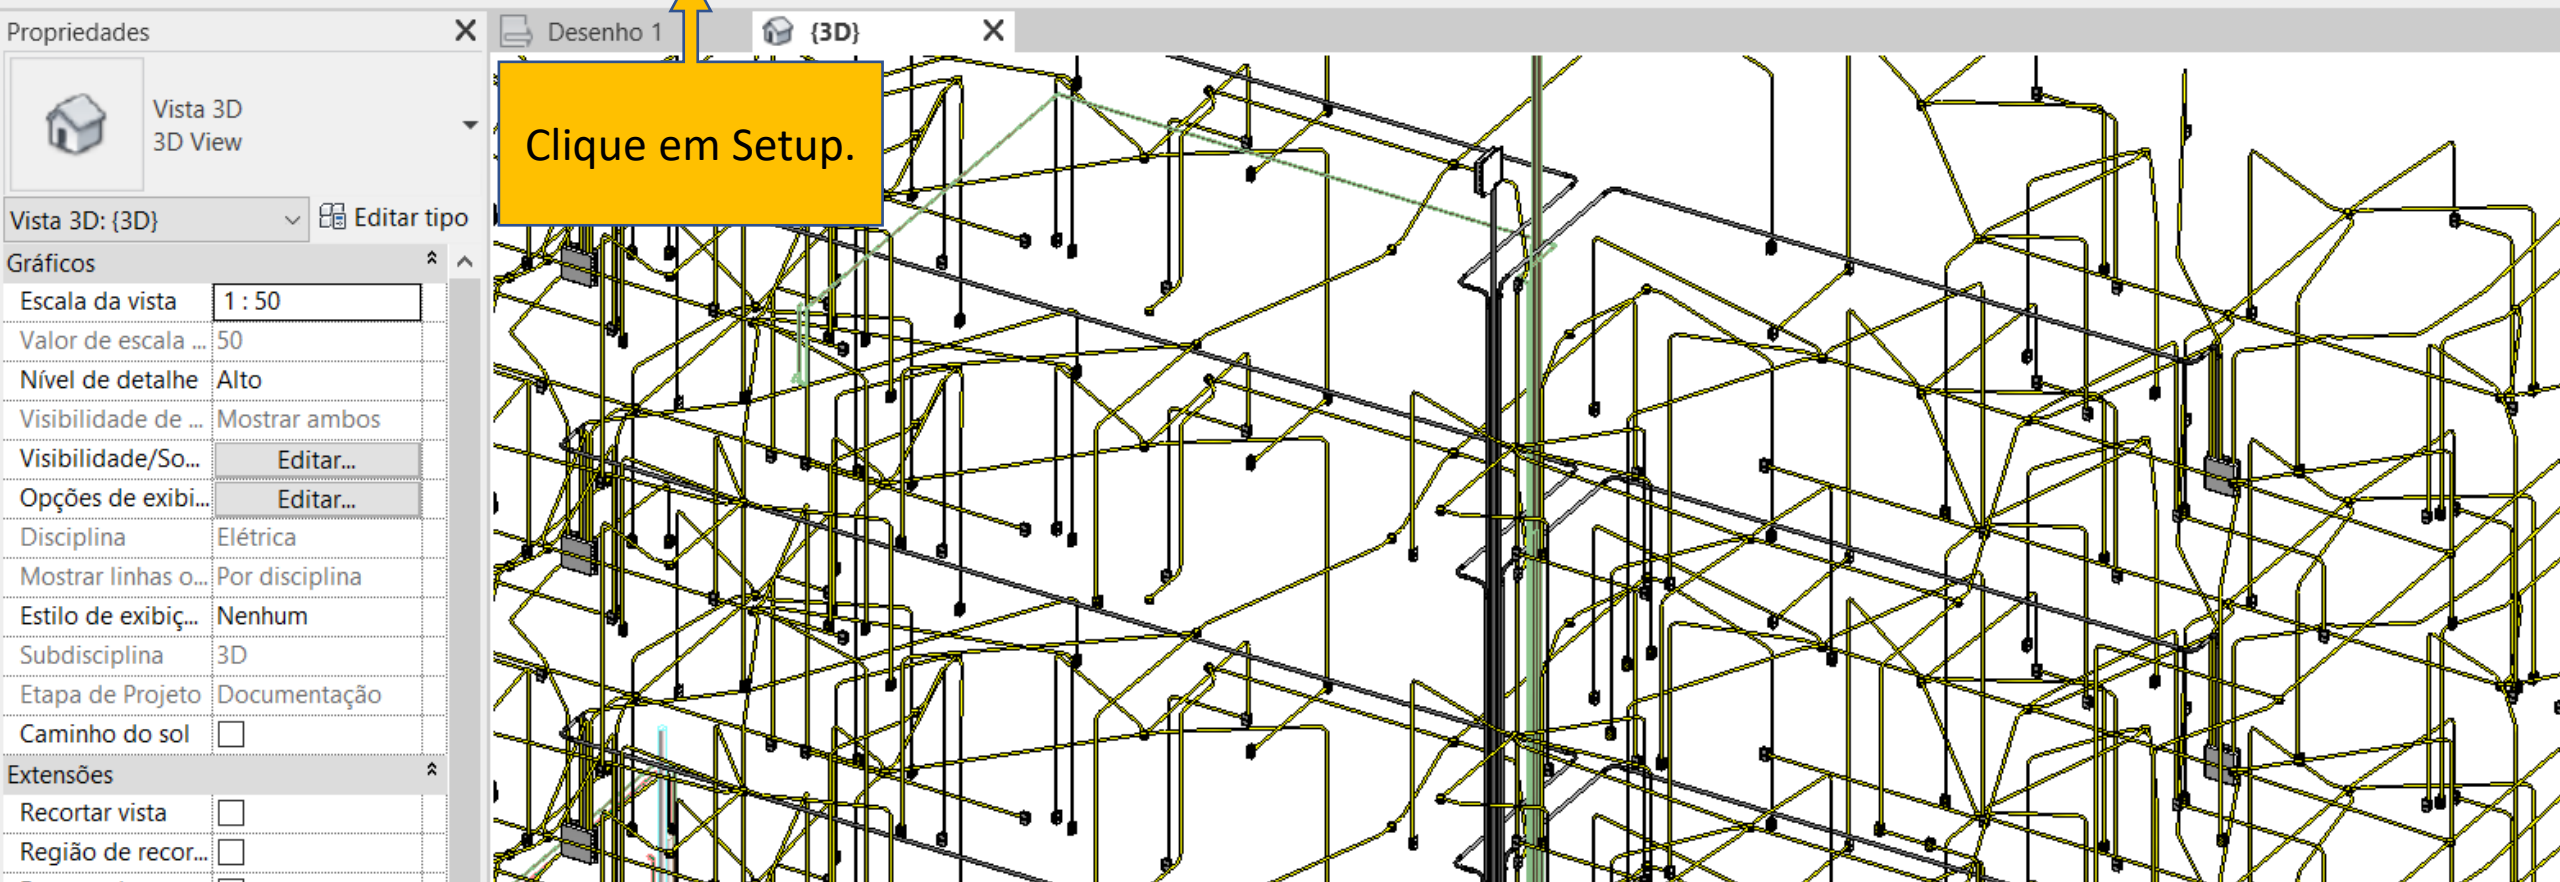 Propriedades
Desenho 1
{3D}
Vista 3D
3D View
Clique em Setup.
Vista 3D: {3D}
Editar tipo
Gráficos
Escala da vista 1 : 50
Valor de escala ... 50
Nível de detalhe Alto
Visibilidade de ... Mostrar ambos
Visibilidade/So... Editar...
Opções de exibi... Editar...
Disciplina Elétrica
Mostrar linhas o... Por disciplina
Estilo de exibiç... Nenhum
Subdisciplina 3D
Etapa de Projeto Documentação
Caminho do sol
Extensões
Recortar vista
Região de recor...